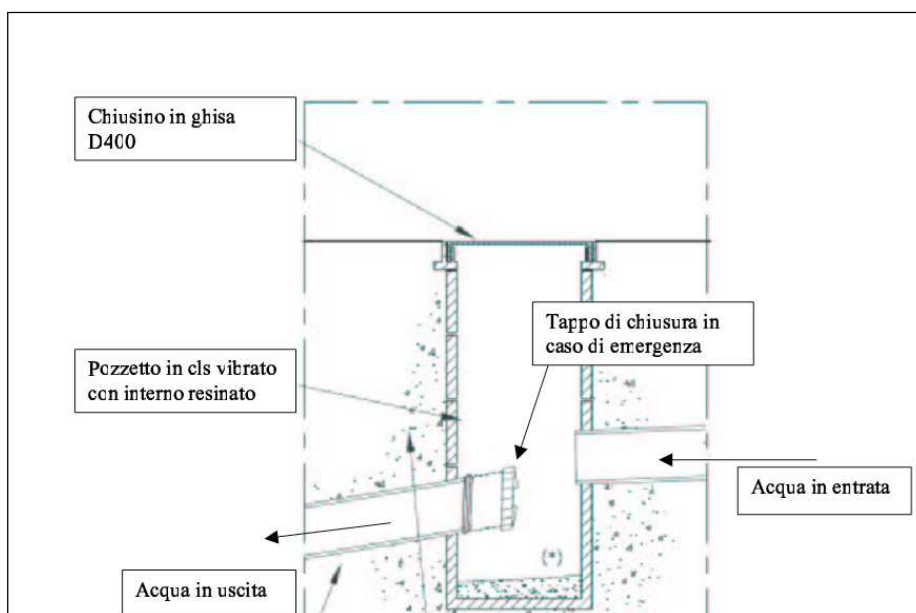 Chiusino in ghisa
D400
Tappo di chiusura in
caso di emergenza
Pozzetto in cls vibrato
con interno resinato
Acqua in entrata
(*)
Acqua in uscita